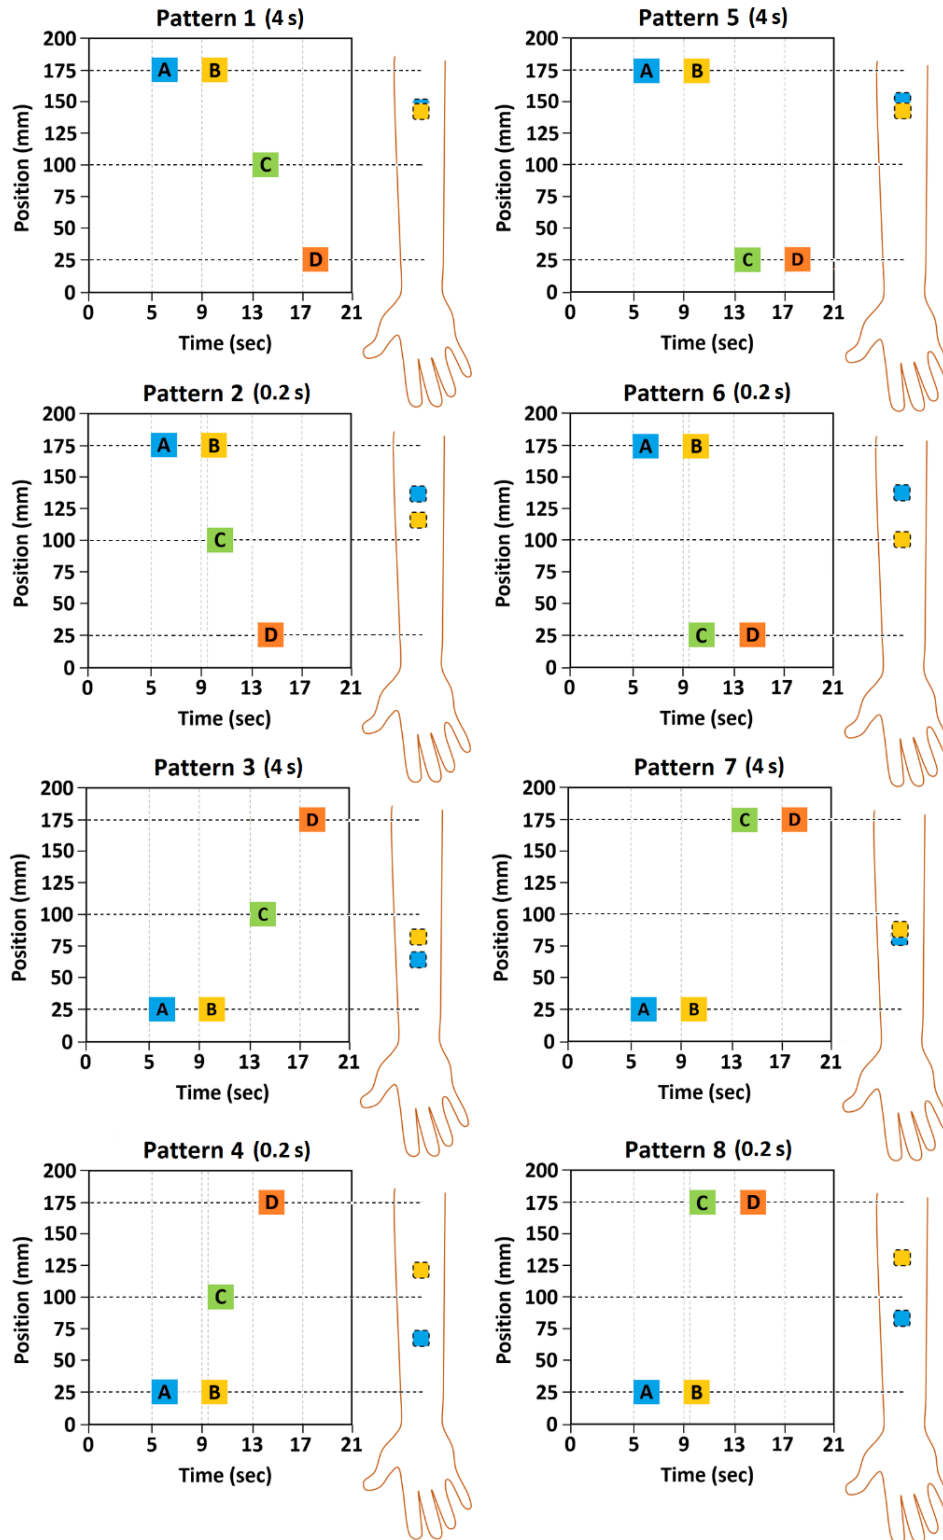 Pattern 1 (4 s)
200
175
150
125
100
75
50
25
0
A
B
C
D
0 5 9 13 17 21
Time (sec)
Position (mm)
Pattern 5 (4 s)
200
175
150
125
100
75
50
25
0
A
B
C
D
0 5 9 13 17 21
Time (sec)
Position (mm)
Pattern 2 (0.2 s)
200
175
150
125
100
75
50
25
0
A
B
C
D
0 5 9 13 17 21
Time (sec)
Position (mm)
Pattern 6 (0.2 s)
200
175
150
125
100
75
50
25
0
A
B
C
D
0 5 9 13 17 21
Time (sec)
Position (mm)
Pattern 3 (4 s)
200
175
150
125
100
75
50
25
0
D
C
A
B
0 5 9 13 17 21
Time (sec)
Position (mm)
Pattern 7 (4 s)
200
175
150
125
100
75
50
25
0
C
D
A
B
0 5 9 13 17 21
Time (sec)
Position (mm)
Pattern 4 (0.2 s)
200
175
150
125
100
75
50
25
0
D
C
A
B
0 5 9 13 17 21
Time (sec)
Position (mm)
Pattern 8 (0.2 s)
200
175
150
125
100
75
50
25
0
C
D
A
B
0 5 9 13 17 21
Time (sec)
Position (mm)